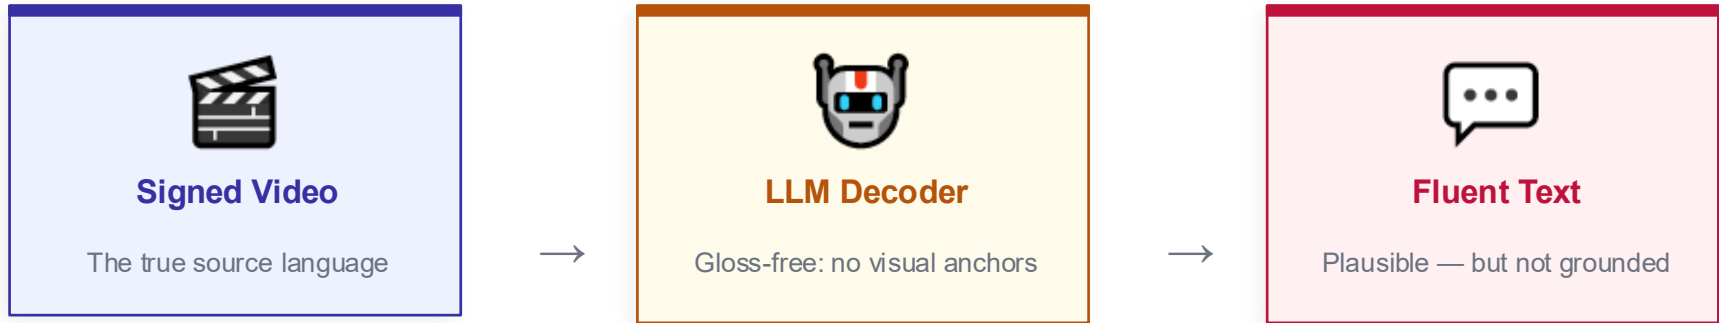 Signed Video
The true source language
→
LLM Decoder
Gloss-free: no visual anchors
→
Fluent Text
Plausible — but not grounded